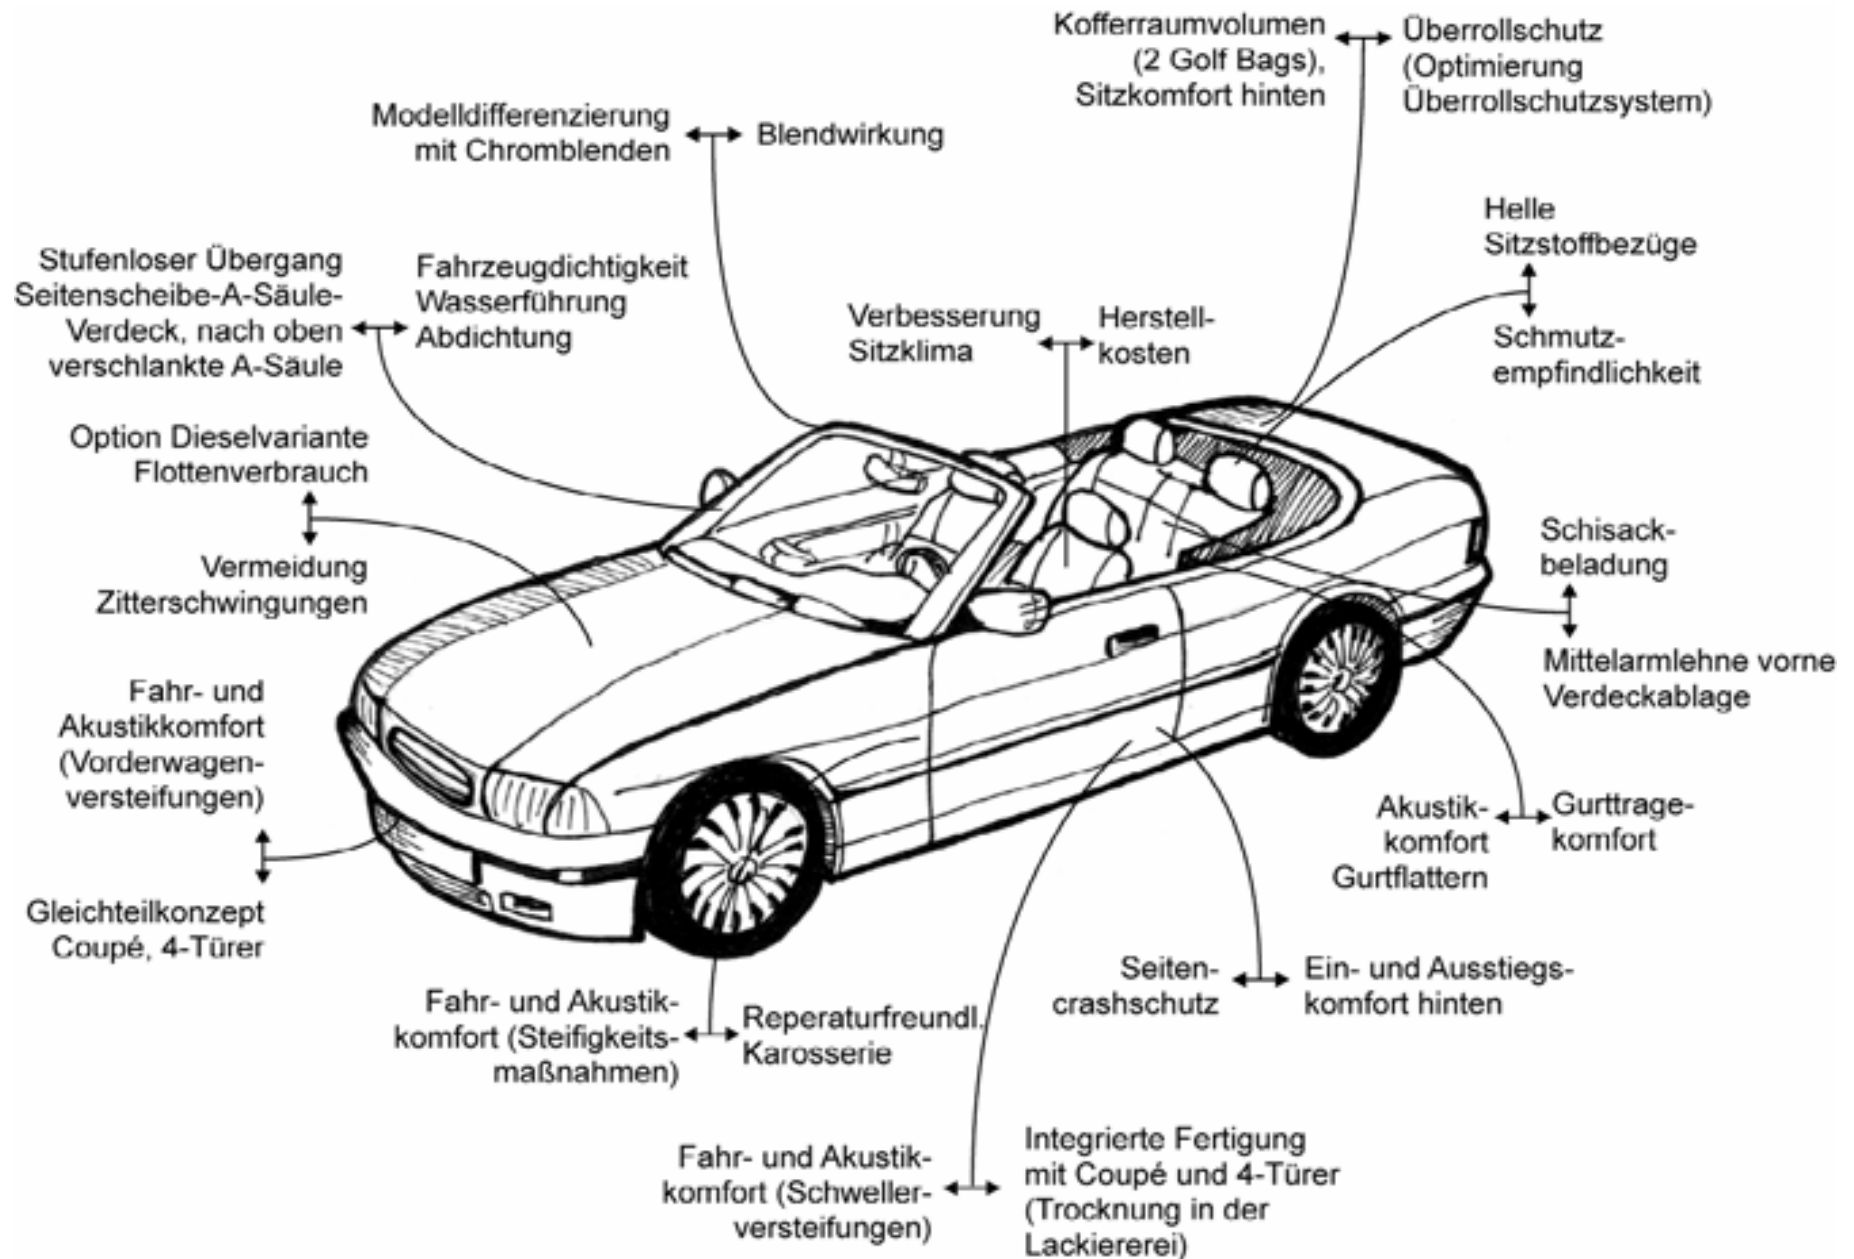 Kofferraumvolumen
(2 Golf Bags),
Sitzkomfort hinten
Überrollschutz
(Optimierung
Überrollschutzsystem)
Modelldifferenzierung
mit Chromblenden
Blendwirkung
Helle
Sitzstoffbezüge
Schmutz-
empfindlichkeit
Stufenloser Übergang
Seitenscheibe-A-Säule-
Verdeck, nach oben
verschlankte A-Säule
Fahrzeugdichtigkeit
Wasserführung
Abdichtung
Verbesserung
Sitzklima
Herstell-
kosten
Option Dieselvariante
Flottenverbrauch
Vermeidung
Zitterschwingungen
Schisack-
beladung
Mittelarmlehne vorne
Verdeckablage
Fahr- und
Akustikkomfort
(Vorderwagen-
versteifungen)
Gleichteilkonzept
Coupé, 4-Türer
Akustik-
komfort
Gurtflattern
Gurttrage-
komfort
Seiten-
crashschutz
Ein- und Ausstiegs-
komfort hinten
Fahr- und Akustik-
komfort (Steifigkeits-
maßnahmen)
Reperaturfreundl.
Karosserie
Fahr- und Akustik-
komfort (Schweller-
versteifungen)
Integrierte Fertigung
mit Coupé und 4-Türer
(Trocknung in der
Lackiererei)